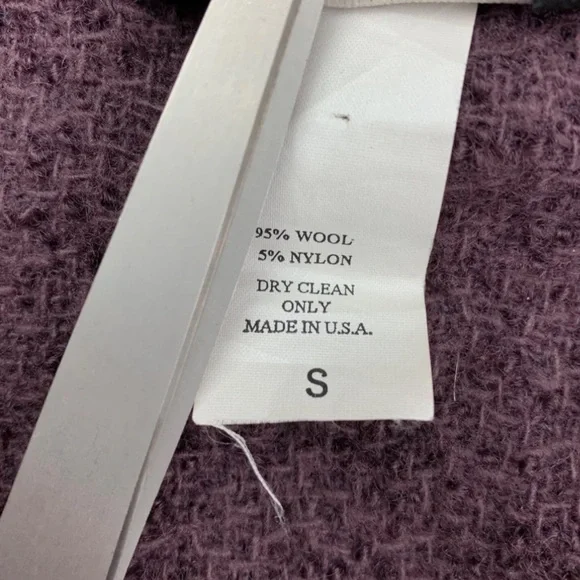 95% WOOL
5% NYLON
DRY CLEAN
ONLY
MADE IN U.S.A.
S